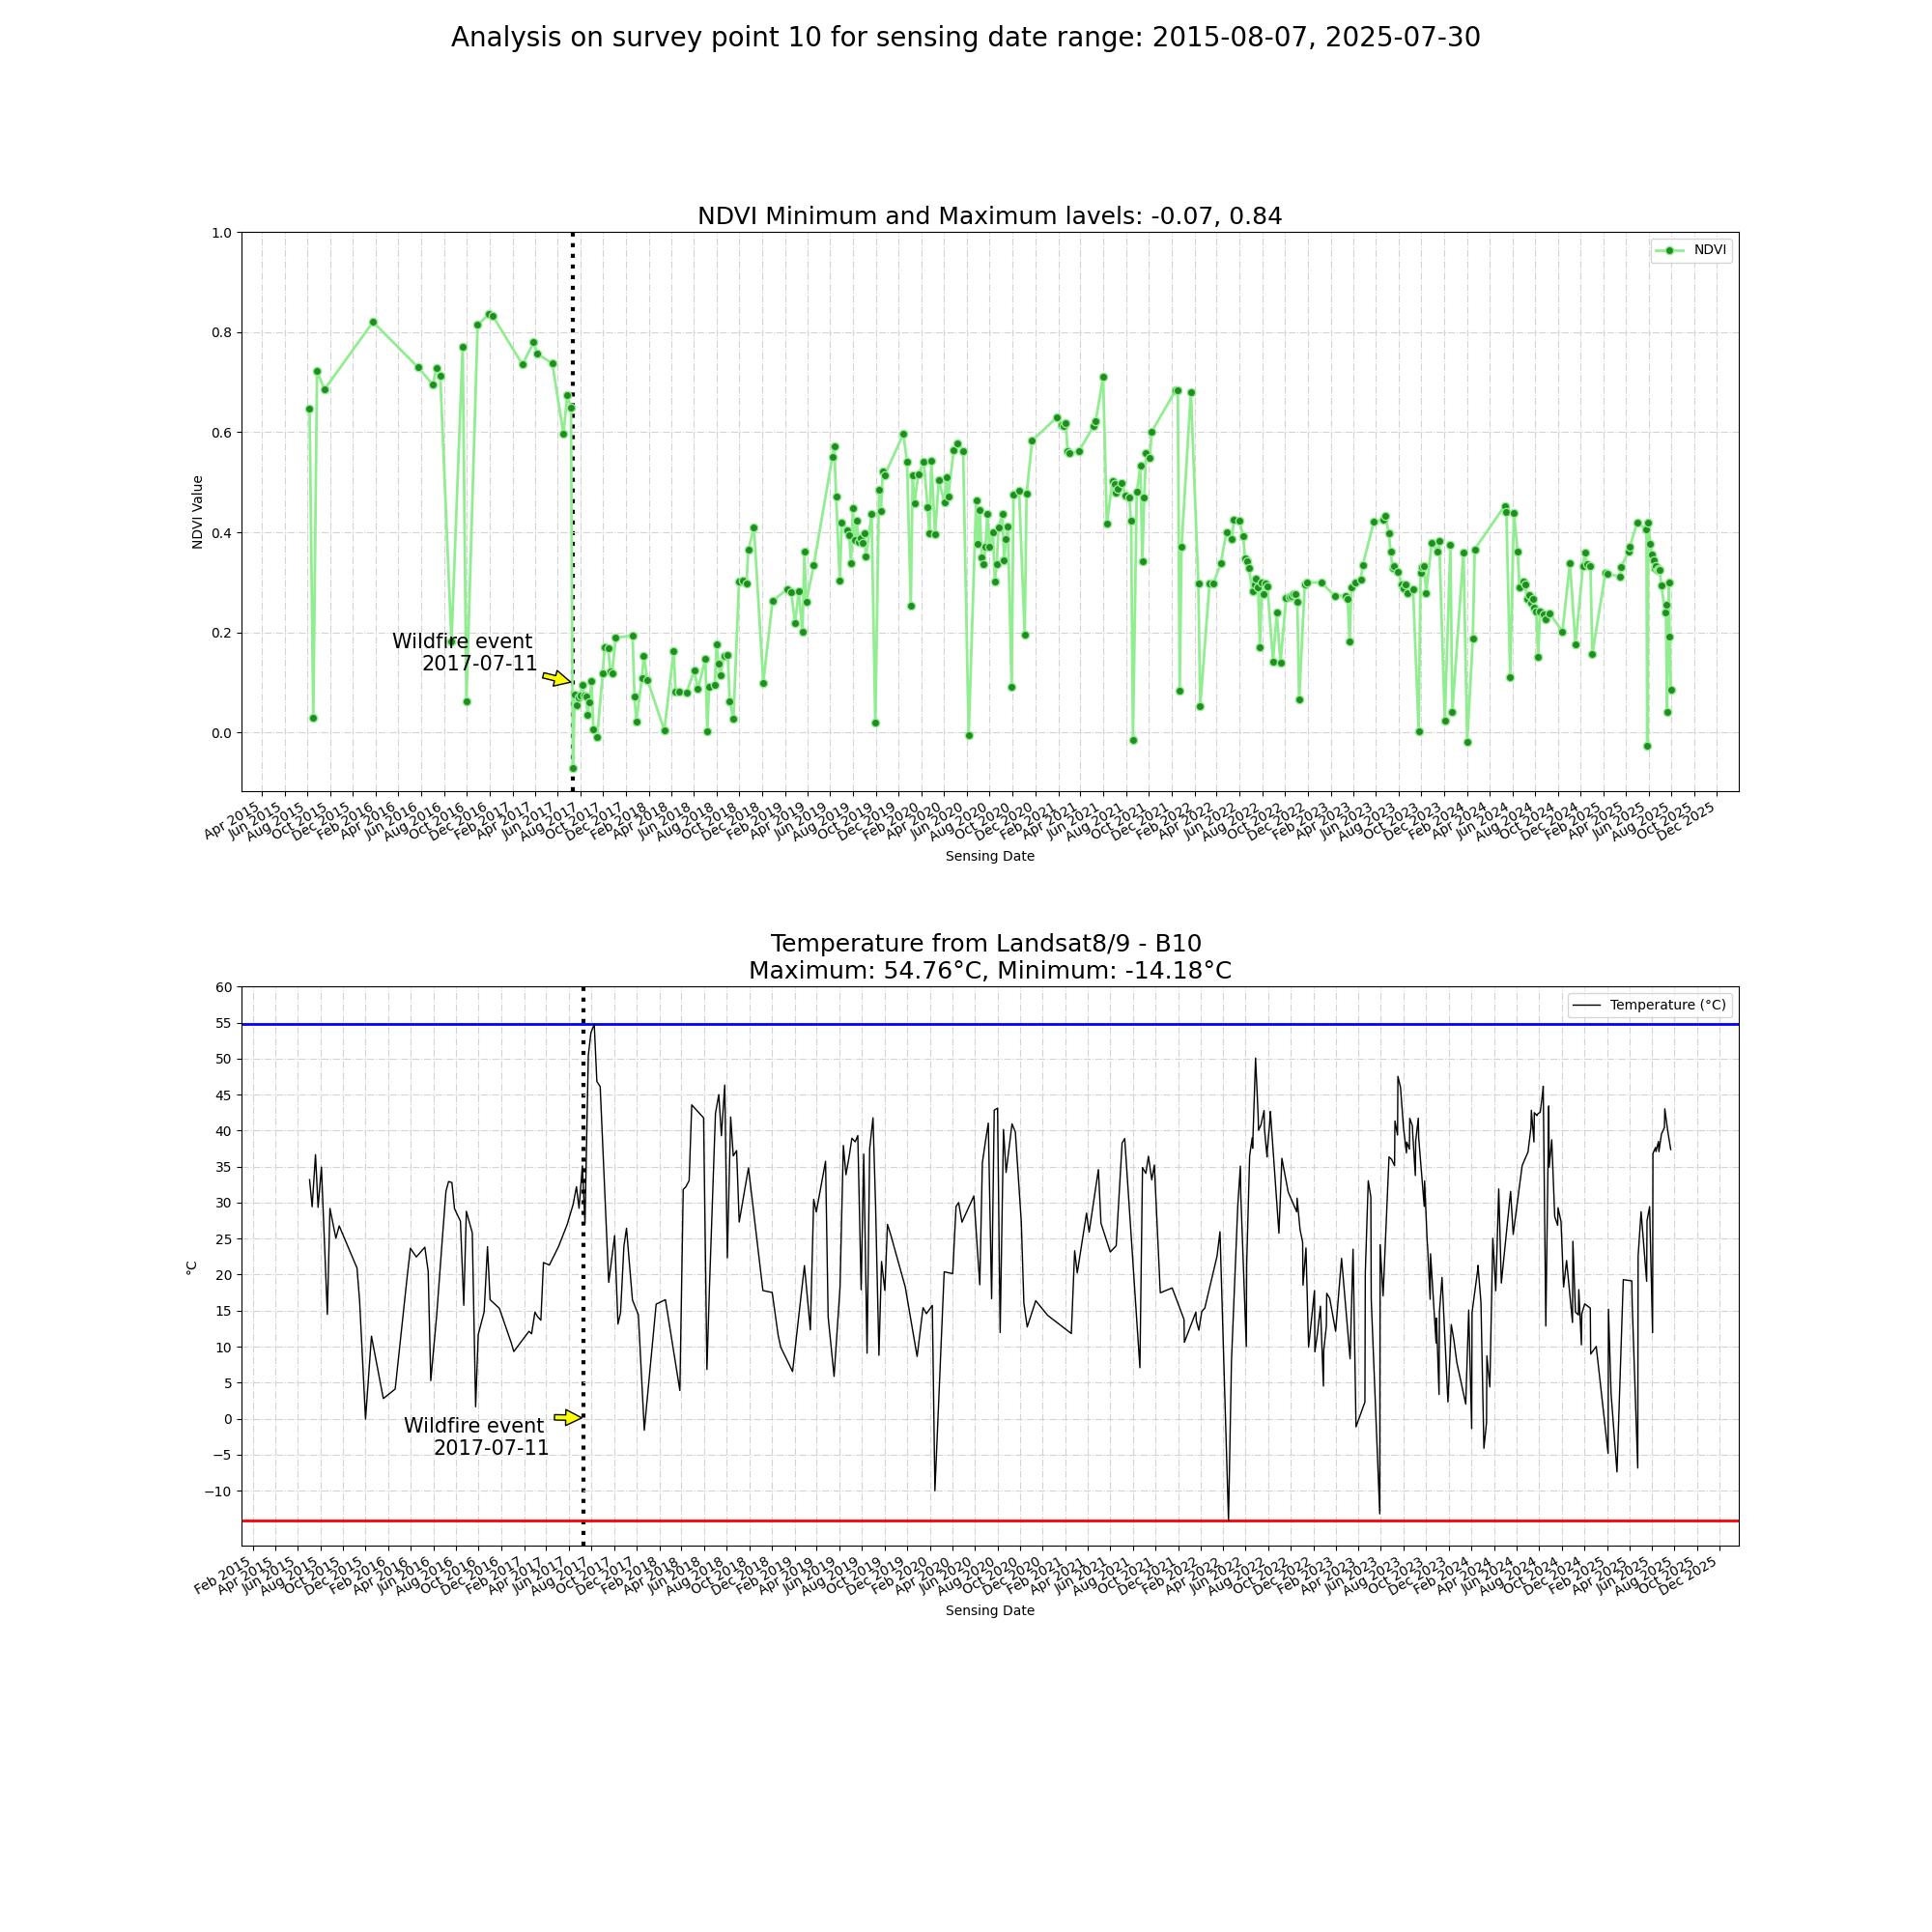 Analysis on survey point 10 for sensing date range: 2015-08-07, 2025-07-30
NDVI Minimum and Maximum lavels: -0.07, 0.84
NDVI
1.0
0.8
0.6
0.4
0.2
0.0
NDVI Value
Wildfire event
2017-07-11
Apr 2015 Jun 2015 Aug 2015 Oct 2015 Dec 2015 Feb 2016 Apr 2016 Jun 2016 Aug 2016 Oct 2016 Dec 2016 Feb 2017 Apr 2017 Jun 2017 Aug 2017 Oct 2017 Dec 2017 Feb 2018 Apr 2018 Jun 2018 Aug 2018 Oct 2018 Dec 2018 Feb 2019 Apr 2019 Jun 2019 Aug 2019 Oct 2019 Dec 2019 Feb 2020 Apr 2020 Jun 2020 Aug 2020 Oct 2020 Dec 2020 Feb 2021 Apr 2021 Jun 2021 Aug 2021 Oct 2021 Dec 2021 Feb 2022 Apr 2022 Jun 2022 Aug 2022 Oct 2022 Dec 2022 Feb 2023 Apr 2023 Jun 2023 Aug 2023 Oct 2023 Dec 2023 Feb 2024 Apr 2024 Jun 2024 Aug 2024 Oct 2024 Dec 2024 Feb 2025 Apr 2025 Jun 2025 Aug 2025 Oct 2025 Dec 2025
Sensing Date
Temperature from Landsat8/9 - B10
Maximum: 54.76°C, Minimum: -14.18°C
Temperature (°C)
60
55
50
45
40
35
30
25
20
15
10
5
0
−5
−10
°C
Wildfire event
2017-07-11
Feb 2015 Apr 2015 Jun 2015 Aug 2015 Oct 2015 Dec 2015 Feb 2016 Apr 2016 Jun 2016 Aug 2016 Oct 2016 Dec 2016 Feb 2017 Apr 2017 Jun 2017 Aug 2017 Oct 2017 Dec 2017 Feb 2018 Apr 2018 Jun 2018 Aug 2018 Oct 2018 Dec 2018 Feb 2019 Apr 2019 Jun 2019 Aug 2019 Oct 2019 Dec 2019 Feb 2020 Apr 2020 Jun 2020 Aug 2020 Oct 2020 Dec 2020 Feb 2021 Apr 2021 Jun 2021 Aug 2021 Oct 2021 Dec 2021 Feb 2022 Apr 2022 Jun 2022 Aug 2022 Oct 2022 Dec 2022 Feb 2023 Apr 2023 Jun 2023 Aug 2023 Oct 2023 Dec 2023 Feb 2024 Apr 2024 Jun 2024 Aug 2024 Oct 2024 Dec 2024 Feb 2025 Apr 2025 Jun 2025 Aug 2025 Oct 2025 Dec 2025
Sensing Date